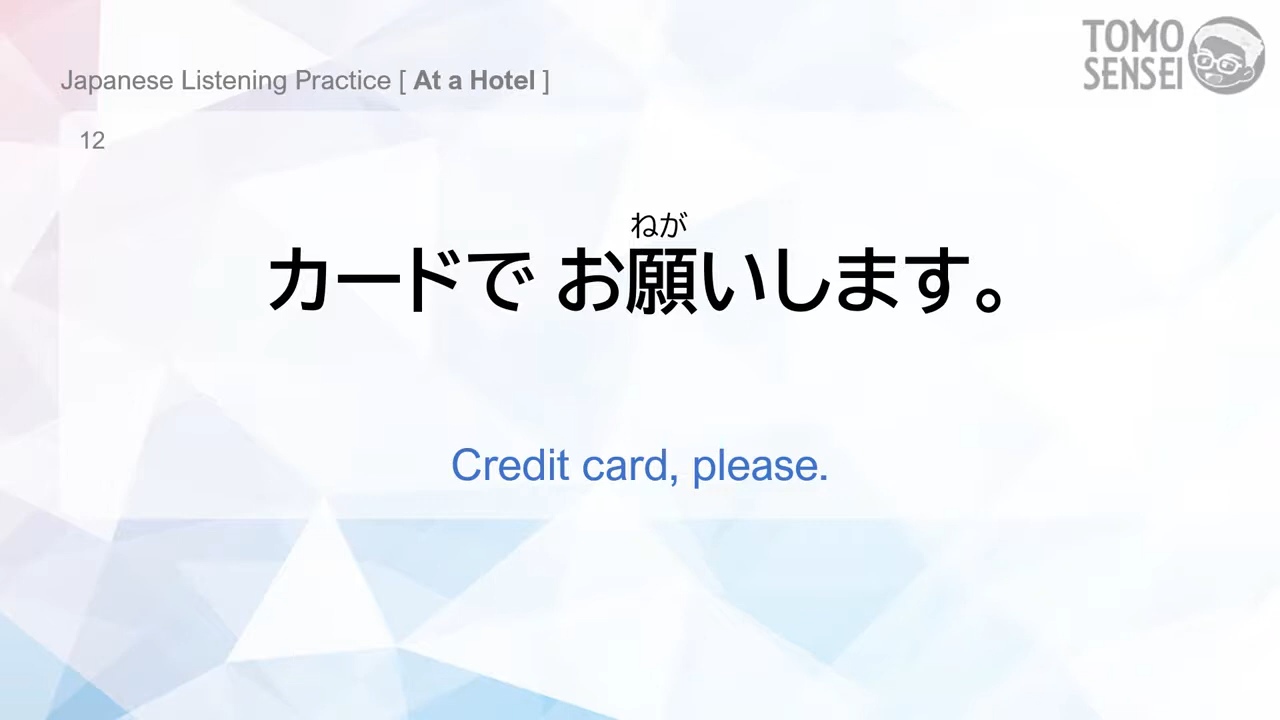 Japanese Listening Practice [ At a Hotel ]
TOMO
SENSEI
12
ねが
カードで お願いします。
Credit card, please.